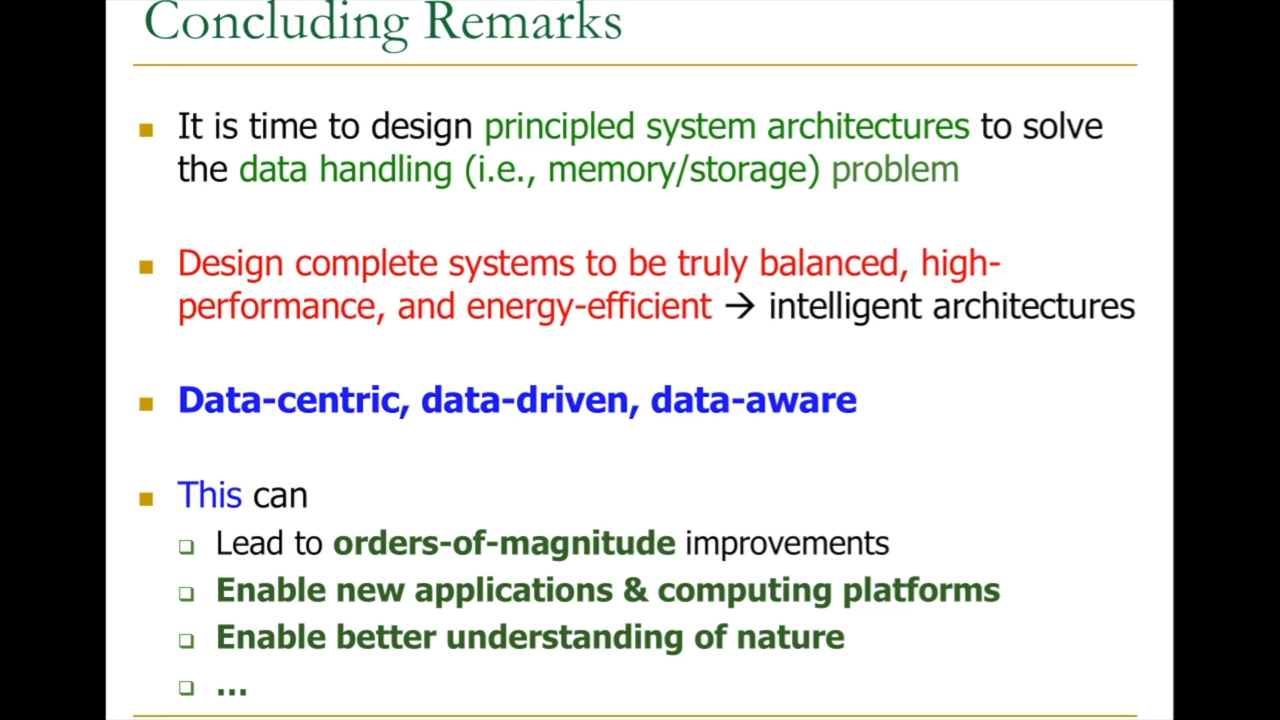 Concluding Remarks
It is time to design principled system architectures to solve
the data handling (i.e., memory/storage) problem
Design complete systems to be truly balanced, high-
performance, and energy-efficient → intelligent architectures
Data-centric, data-driven, data-aware
This can
Lead to orders-of-magnitude improvements
Enable new applications & computing platforms
Enable better understanding of nature
...